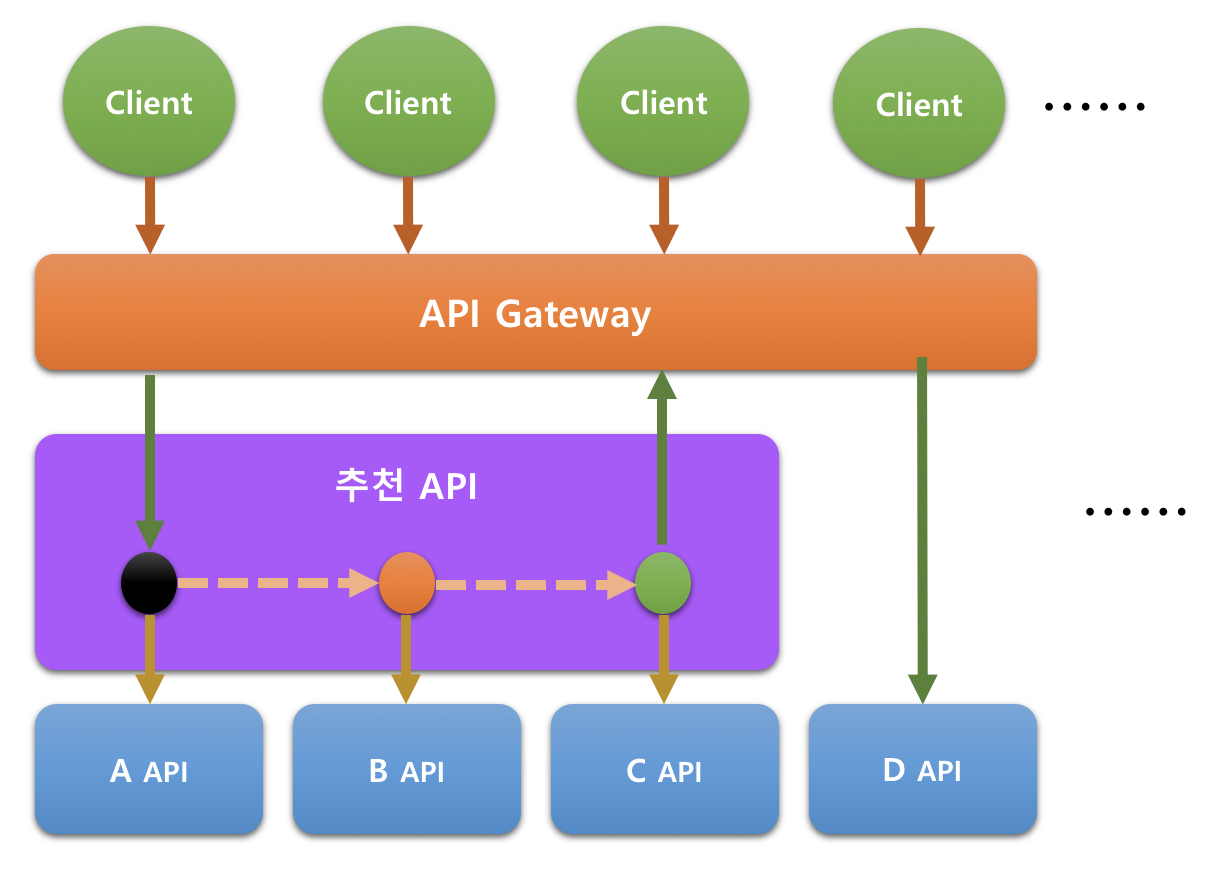 Client
Client
Client
Client
......
API Gateway
추천 API
......
A API
B API
C API
D API